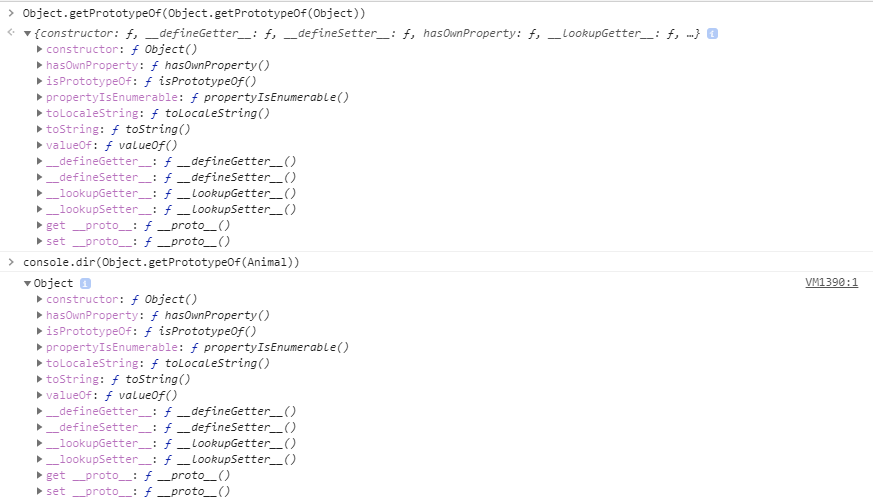 > Object.getPrototypeOf(Object.getPrototypeOf(Object))
{constructor: ƒ, __defineGetter__: ƒ, __defineSetter__: ƒ, hasOwnProperty: ƒ, __lookupGetter__: ƒ, …} i
constructor: ƒ Object()
hasOwnProperty: ƒ hasOwnProperty()
isPrototypeOf: ƒ isPrototypeOf()
propertyIsEnumerable: ƒ propertyIsEnumerable()
toLocaleString: ƒ toLocaleString()
toString: ƒ toString()
valueOf: ƒ valueOf()
__defineGetter__: ƒ __defineGetter__()
__defineSetter__: ƒ __defineSetter__()
__lookupGetter__: ƒ __lookupGetter__()
__lookupSetter__: ƒ __lookupSetter__()
get __proto__: ƒ __proto__()
set __proto__: ƒ __proto__()
> console.dir(Object.getPrototypeOf(Animal))
Object i VM1390:1
constructor: ƒ Object()
hasOwnProperty: ƒ hasOwnProperty()
isPrototypeOf: ƒ isPrototypeOf()
propertyIsEnumerable: ƒ propertyIsEnumerable()
toLocaleString: ƒ toLocaleString()
toString: ƒ toString()
valueOf: ƒ valueOf()
__defineGetter__: ƒ __defineGetter__()
__defineSetter__: ƒ __defineSetter__()
__lookupGetter__: ƒ __lookupGetter__()
__lookupSetter__: ƒ __lookupSetter__()
get __proto__: ƒ __proto__()
set __proto__: ƒ __proto__()